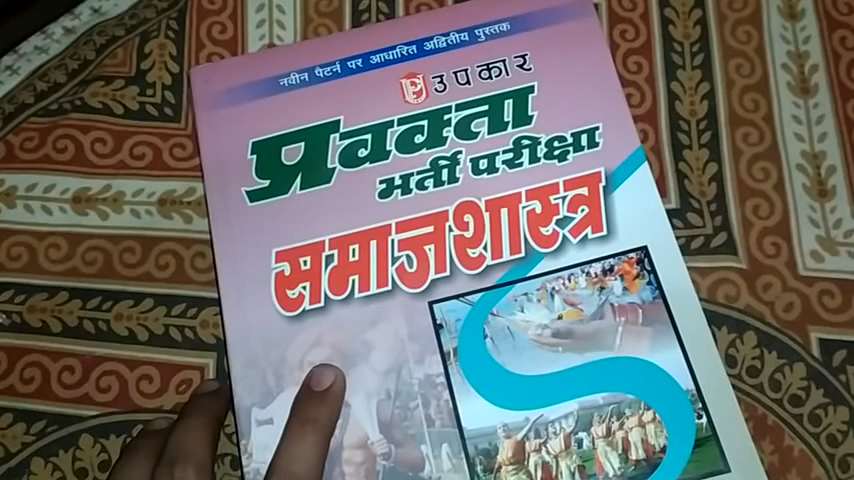 नवीन पैटर्न पर आधारित अद्वितीय पुस्तक
उपकार
प्रवक्ता
भर्ती परीक्षा
समाजशास्त्र